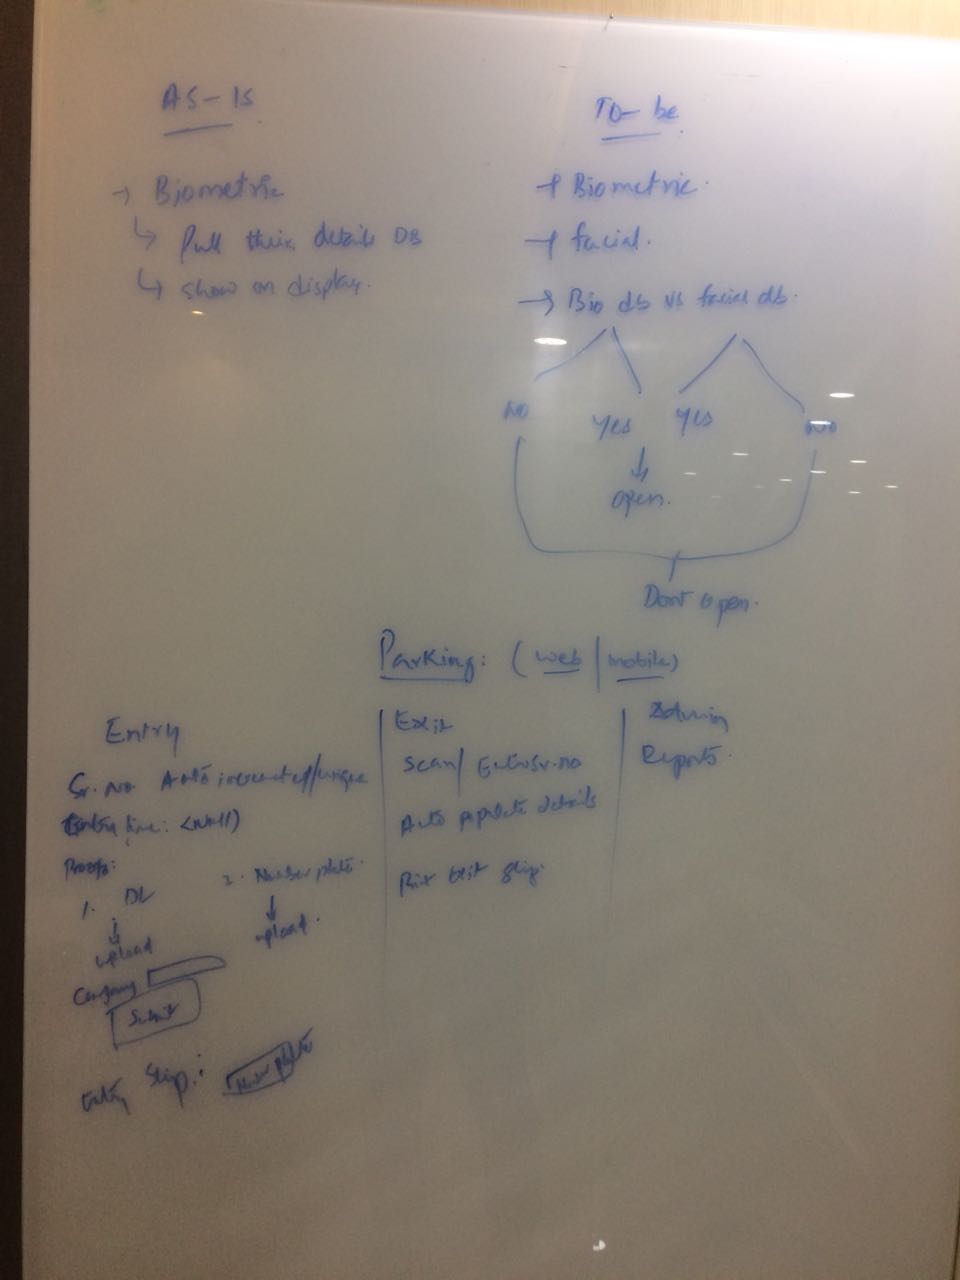 AS-IS
→ Biometric
↳ Pull their details DB
↳ show on display.
TO-be
→ Biometric.
→ facial.
→ Bio db vs facial db.
NO
Yes
Yes
NO
↓
open.
Dont open.
Parking: (web | mobile)
Entry
Sr. No Auto incremented/unique
Entry time: <Null>
Proofs:
1. DL
2. Number plate.
↓
upload
↓
upload.
Company
Submit
Entry Slip:
Number plate
Exit
Scan/ Enter Sr.no
Auto populate details
Print exit slip.
Admin
Reports.